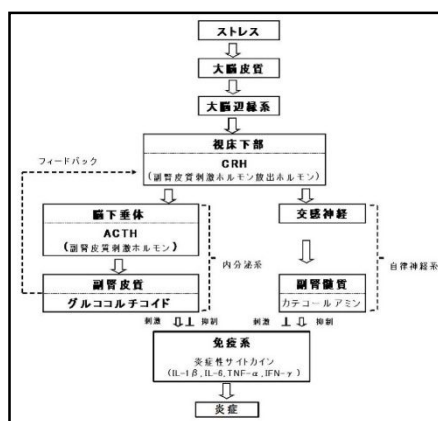 ストレス
大脳皮質
大脳辺縁系
視床下部
CRH
(副腎皮質刺激ホルモン放出ホルモン)
フィードバック
脳下垂体
ACTH
(副腎皮質刺激ホルモン)
交感神経
内分泌系
自律神経系
副腎皮質
グルココルチコイド
副腎髄質
カテコールアミン
刺激 抑制
刺激 抑制
免疫系
炎症性サイトカイン
(IL-1β,IL-6,TNF-α,IFN-γ)
炎症